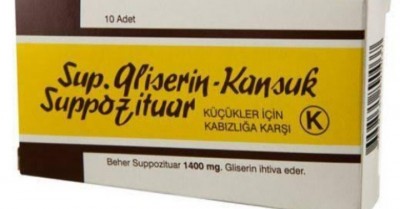 10 Adet
Sup. Gliserin-Kansuk
Suppozituar
KÜÇÜKLER İÇİN
KABIZLIĞA KARŞI
K
Beher Suppozituar 1400 mg. Gliserin ihtiva eder.